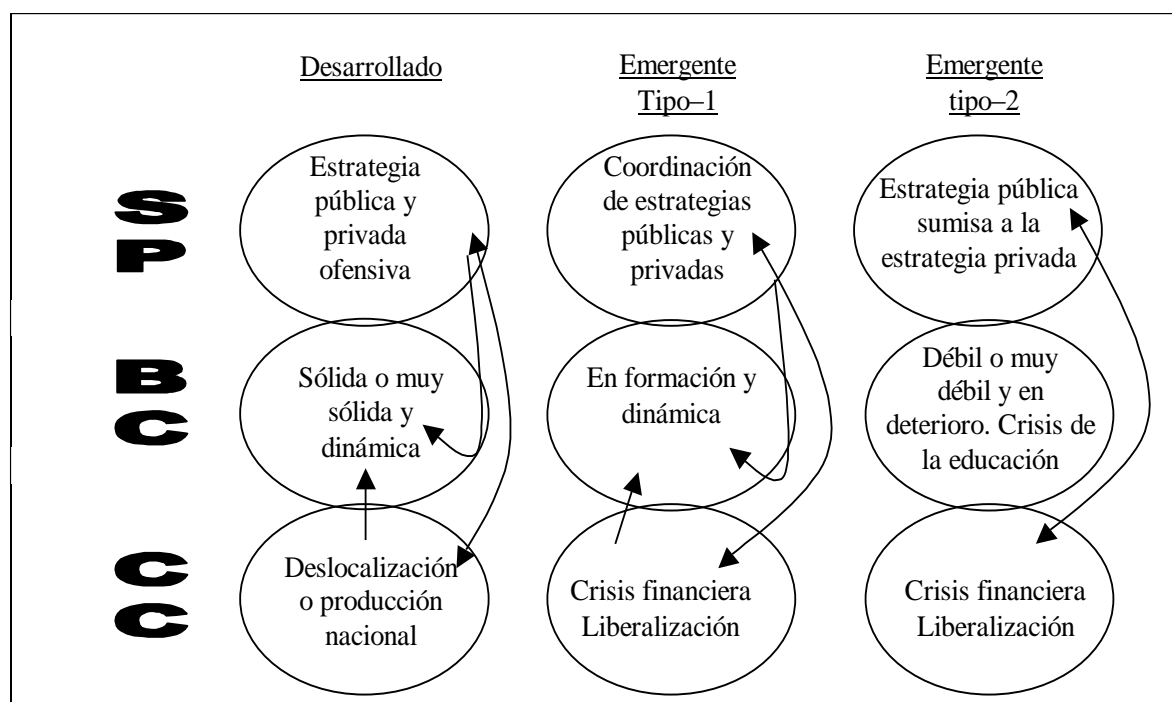 Desarrollado
Emergente
Tipo–1
Emergente
tipo–2
S
P
Estrategia
pública y
privada
ofensiva
Coordinación
de estrategias
públicas y
privadas
Estrategia pública
sumisa a la
estrategia privada
B
C
Sólida o muy
sólida y
dinámica
En formación y
dinámica
Débil o muy
débil y en
deterioro. Crisis de
la educación
C
C
Deslocalización
o producción
nacional
Crisis financiera
Liberalización
Crisis financiera
Liberalización